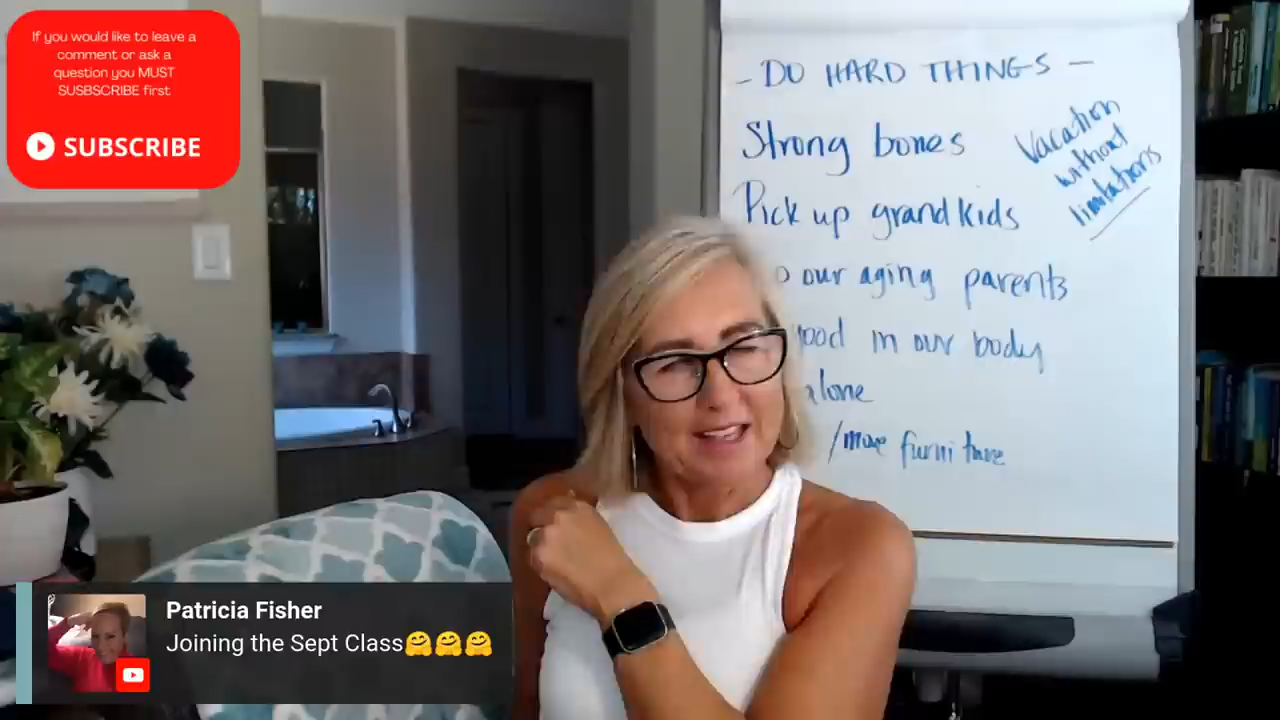 If you would like to leave a
comment or ask a
question you MUST
SUSBSCRIBE first
SUBSCRIBE
- DO HARD THINGS -
Strong bones
Vacation
without
limitations
Pick up grandkids
our aging parents
in our body
alone
/move furniture
Patricia Fisher
Joining the Sept Class🤗🤗🤗